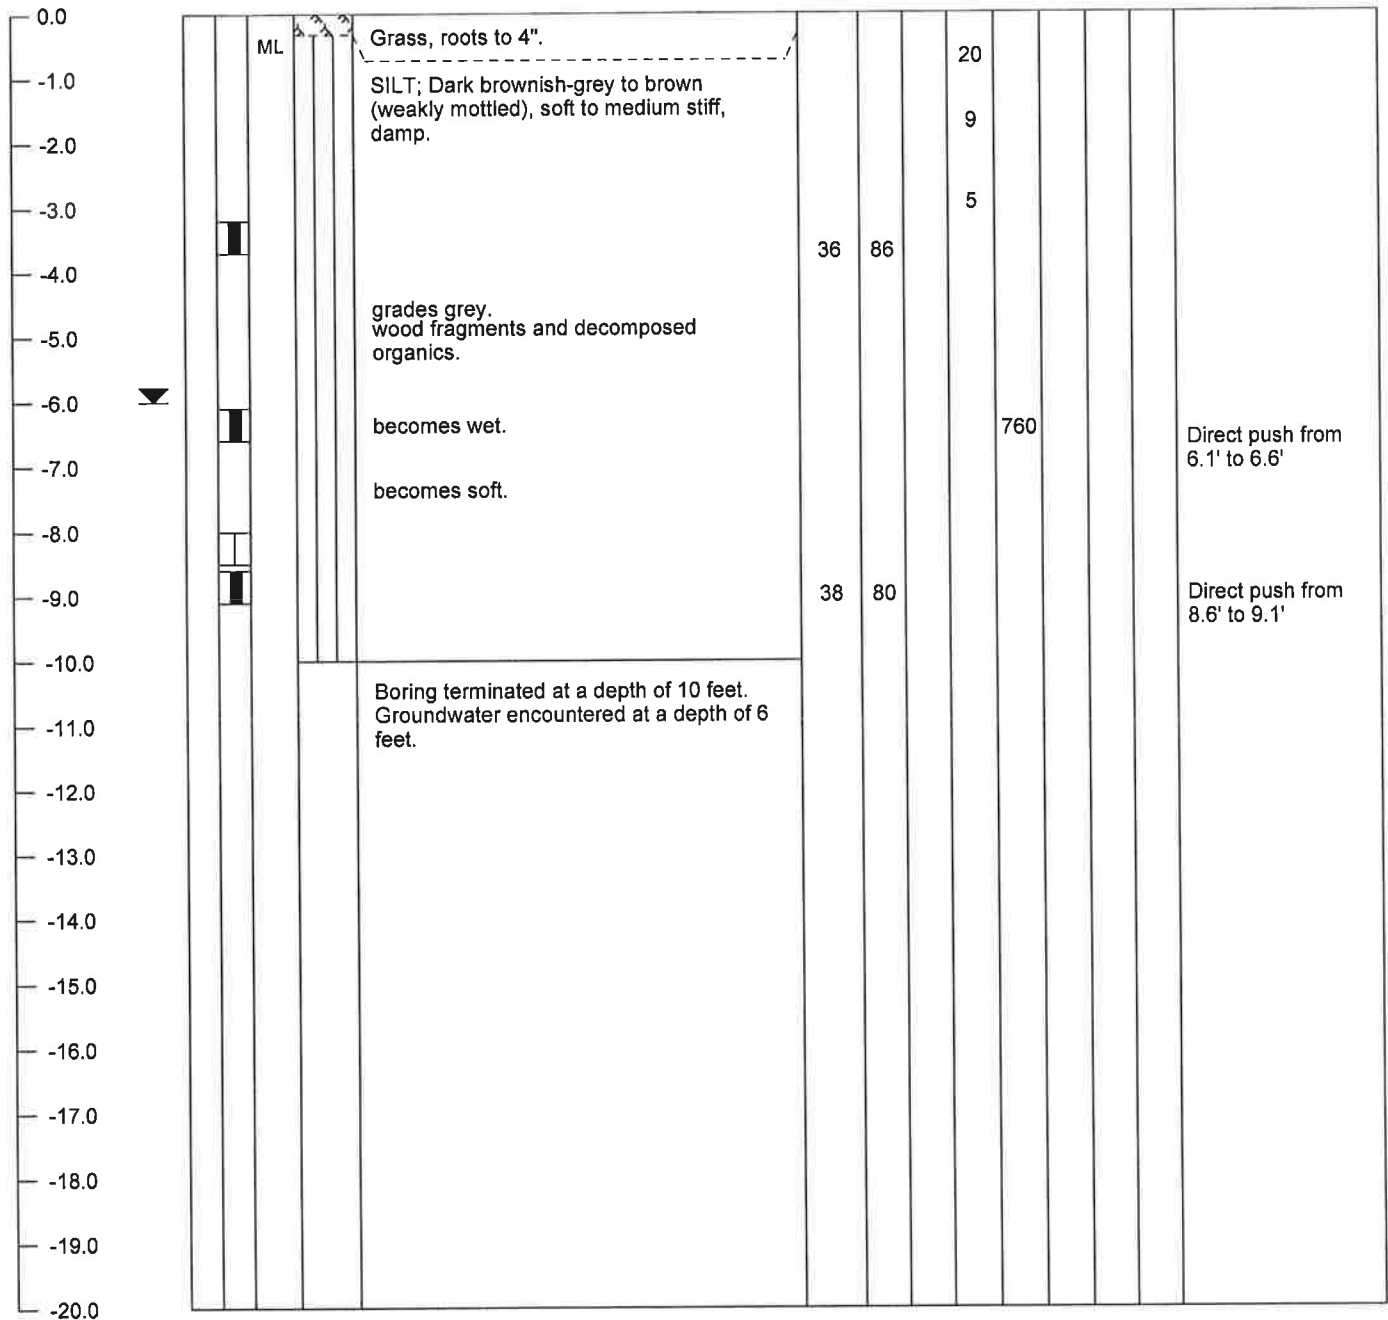 0.0
Grass, roots to 4".
ML
20
-1.0
SILT; Dark brownish-grey to brown
(weakly mottled), soft to medium stiff,
damp.
9
-2.0
5
-3.0
36 86
-4.0
grades grey.
wood fragments and decomposed
organics.
-5.0
-6.0
becomes wet.
760
Direct push from
6.1' to 6.6'
-7.0
becomes soft.
-8.0
-9.0
38 80
Direct push from
8.6' to 9.1'
-10.0
Boring terminated at a depth of 10 feet.
Groundwater encountered at a depth of 6
feet.
-11.0
-12.0
-13.0
-14.0
-15.0
-16.0
-17.0
-18.0
-19.0
-20.0